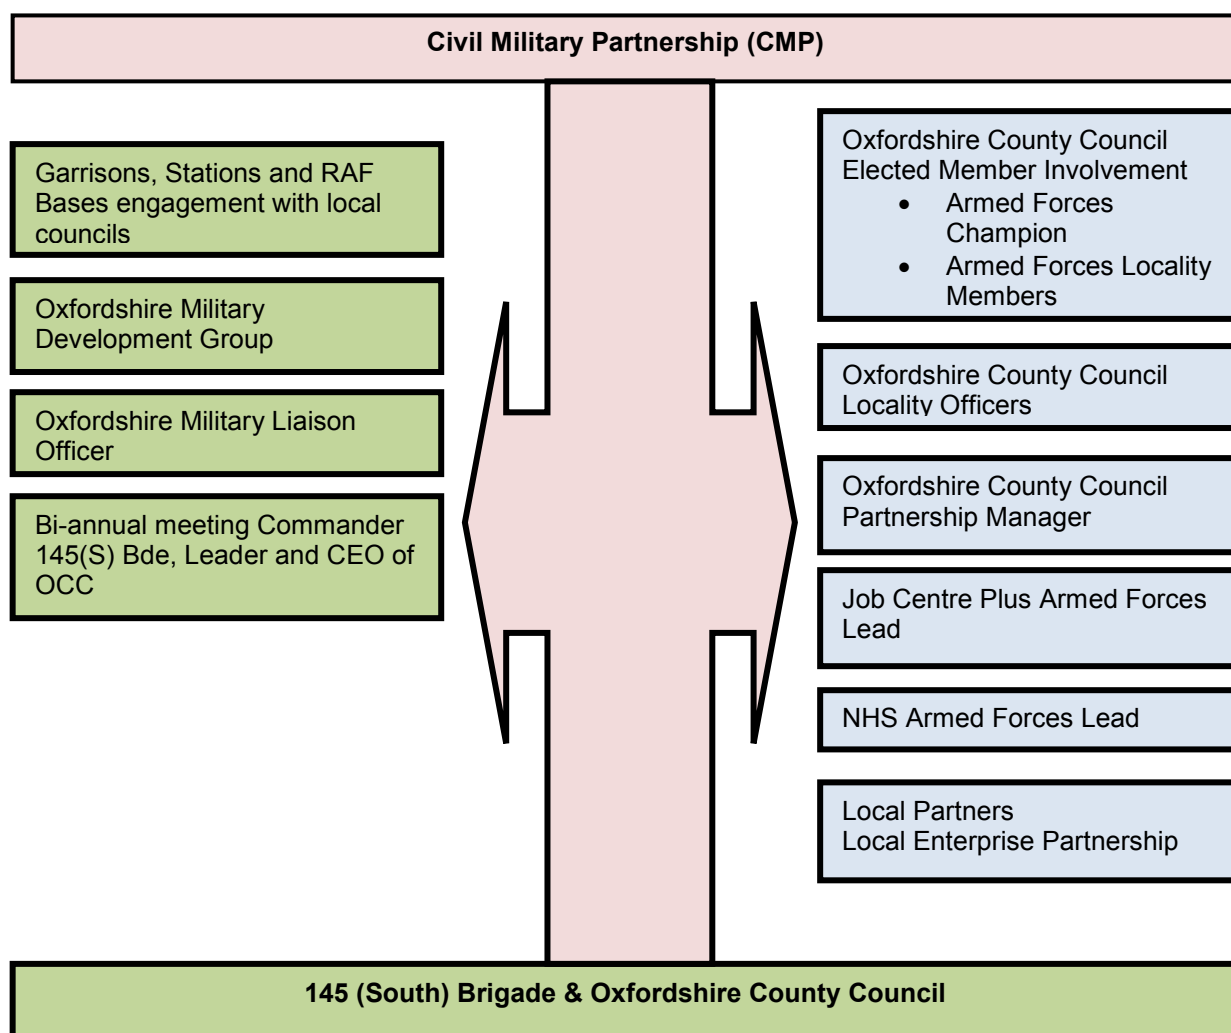 Civil Military Partnership (CMP)
Garrisons, Stations and RAF
Bases engagement with local
councils
Oxfordshire Military
Development Group
Oxfordshire Military Liaison
Officer
Bi-annual meeting Commander
145(S) Bde, Leader and CEO of
OCC
Oxfordshire County Council
Elected Member Involvement
• Armed Forces
Champion
• Armed Forces Locality
Members
Oxfordshire County Council
Locality Officers
Oxfordshire County Council
Partnership Manager
Job Centre Plus Armed Forces
Lead
NHS Armed Forces Lead
Local Partners
Local Enterprise Partnership
145 (South) Brigade & Oxfordshire County Council